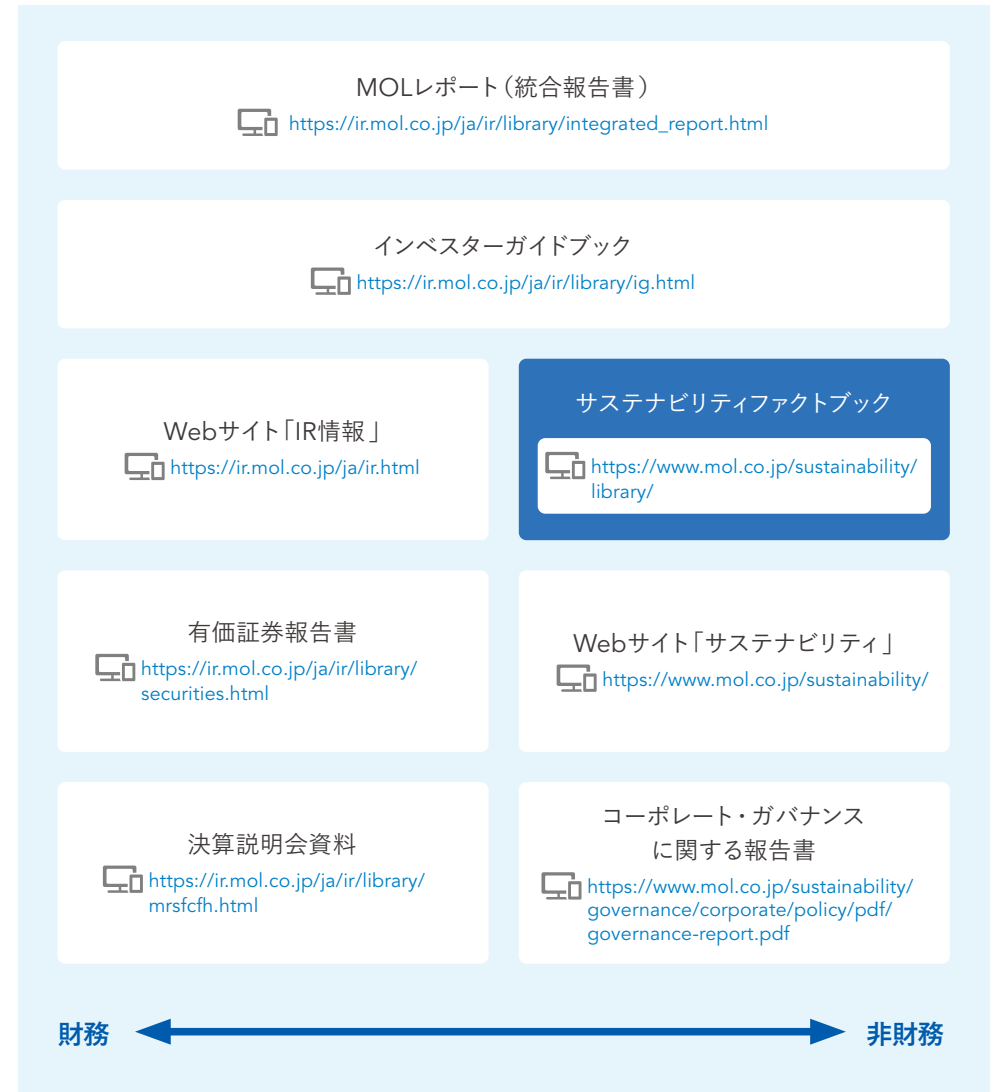 MOLレポート（統合報告書）
https://ir.mol.co.jp/ja/ir/library/integrated_report.html
インベスターガイドブック
https://ir.mol.co.jp/ja/ir/library/ig.html
Webサイト「IR情報」
https://ir.mol.co.jp/ja/ir.html
サステナビリティファクトブック
https://www.mol.co.jp/sustainability/
library/
有価証券報告書
https://ir.mol.co.jp/ja/ir/library/
securities.html
Webサイト「サステナビリティ」
https://www.mol.co.jp/sustainability/
決算説明会資料
https://ir.mol.co.jp/ja/ir/library/
mrsfcfh.html
コーポレート・ガバナンス
に関する報告書
https://www.mol.co.jp/sustainability/
governance/corporate/policy/pdf/
governance-report.pdf
財務 非財務